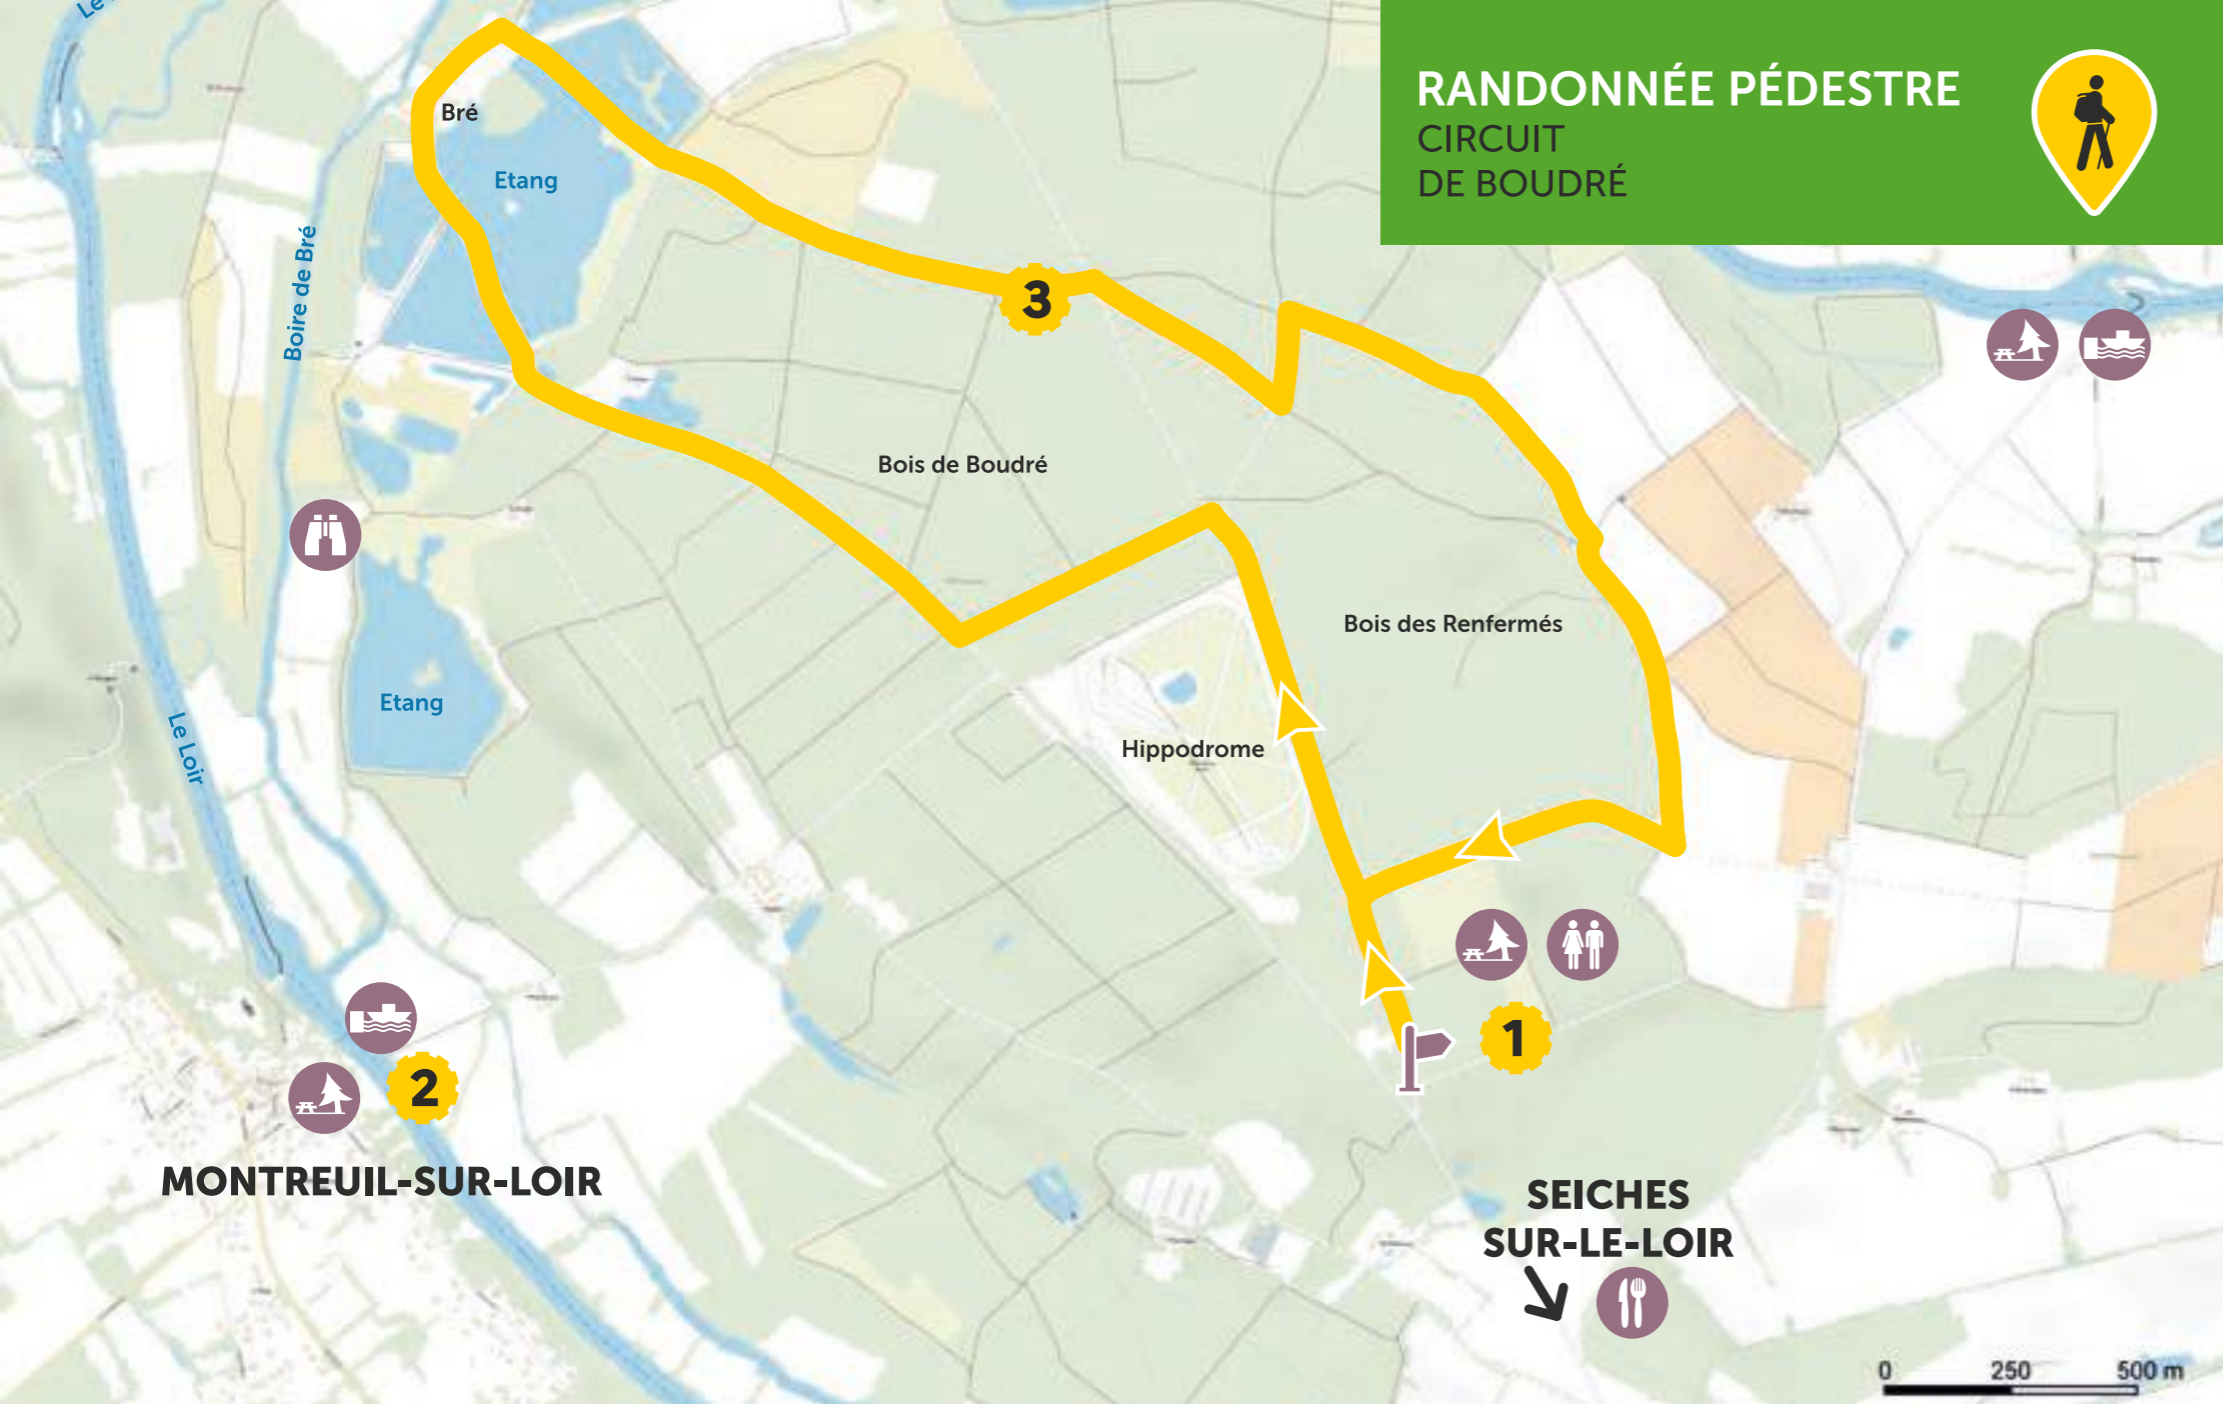 RANDONNÉE PÉDESTRE
CIRCUIT
DE BOUDRÉ
Bré
Etang
Boire de Bré
3
Bois de Boudré
Bois des Renfermés
Etang
Le Loir
Hippodrome
1
2
MONTREUIL-SUR-LOIR
SEICHES
SUR-LE-LOIR
0 250 500 m